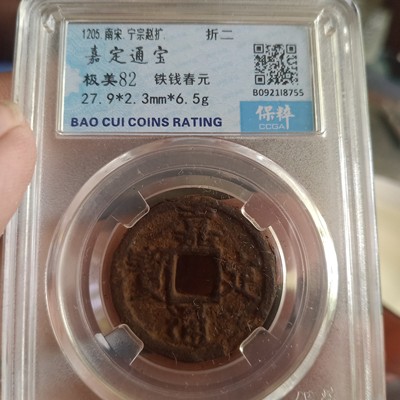 1205 南宋 宁宗赵扩 折二
嘉定通宝
极美82 铁钱春元
27.9*2.3mm*6.5g
B092118755
BAO CUI COINS RATING
保粹
CCGA